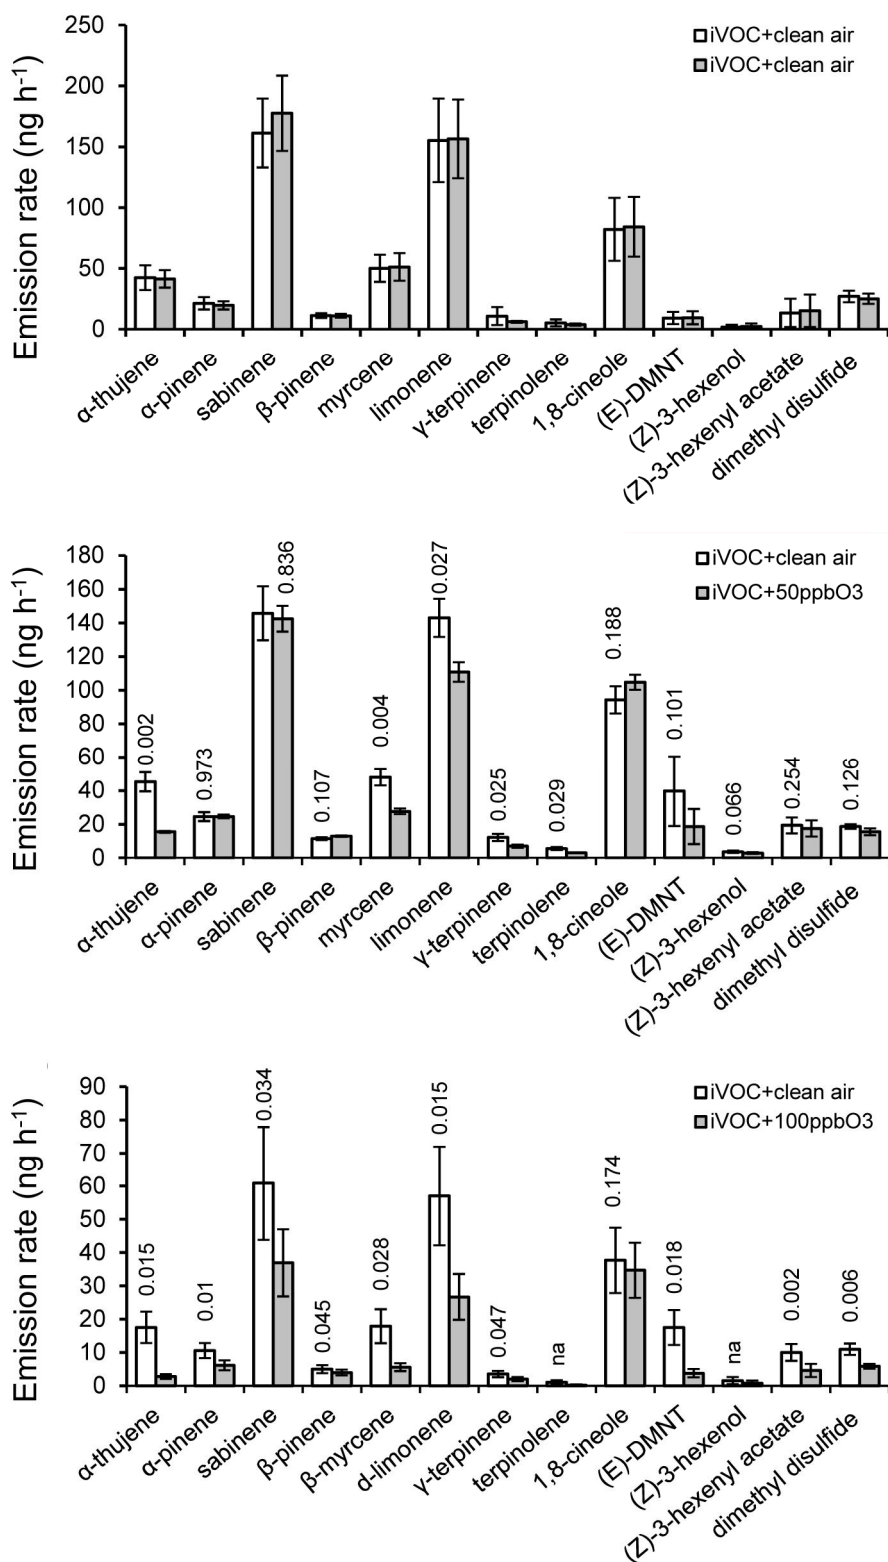 250
200
150
100
50
0
Emission rate (ng h⁻¹)
iVOC+clean air
iVOC+clean air
α-thujene
α-pinene
sabinene
β-pinene
myrcene
limonene
γ-terpinene
terpinolene
1,8-cineole
(E)-DMNT
(Z)-3-hexenol
(Z)-3-hexenyl acetate
dimethyl disulfide
180
160
140
120
100
80
60
40
20
0
Emission rate (ng h⁻¹)
iVOC+clean air
iVOC+50ppbO3
0.002
0.973
0.836
0.107
0.004
0.027
0.025
0.029
0.188
0.101
0.066
0.254
0.126
α-thujene
α-pinene
sabinene
β-pinene
myrcene
limonene
γ-terpinene
terpinolene
1,8-cineole
(E)-DMNT
(Z)-3-hexenol
(Z)-3-hexenyl acetate
dimethyl disulfide
90
80
70
60
50
40
30
20
10
0
Emission rate (ng h⁻¹)
iVOC+clean air
iVOC+100ppbO3
0.015
0.01
0.034
0.045
0.028
0.015
0.047
na
0.174
0.018
na
0.002
0.006
α-thujene
α-pinene
sabinene
β-pinene
β-myrcene
d-limonene
γ-terpinene
terpinolene
1,8-cineole
(E)-DMNT
(Z)-3-hexenol
(Z)-3-hexenyl acetate
dimethyl disulfide